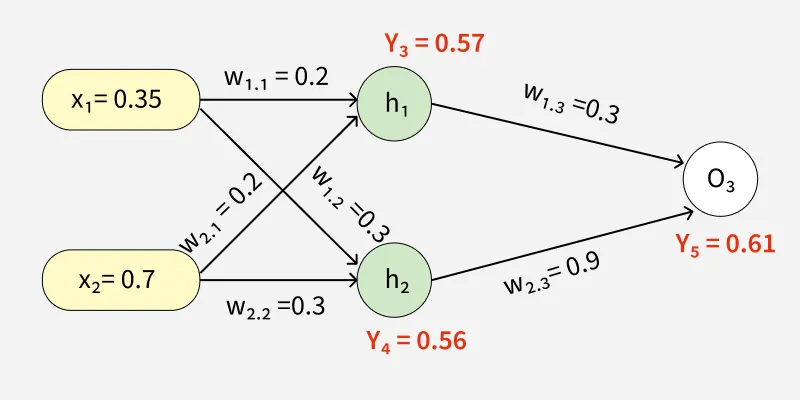 Y₃ = 0.57
x₁= 0.35
w₁.₁ = 0.2
h₁
w₁.₃ =0.3
w₂.₁ = 0.2
w₁.₂ =0.3
O₃
Y₅ = 0.61
x₂= 0.7
w₂.₂ =0.3
h₂
w₂.₃= 0.9
Y₄ = 0.56